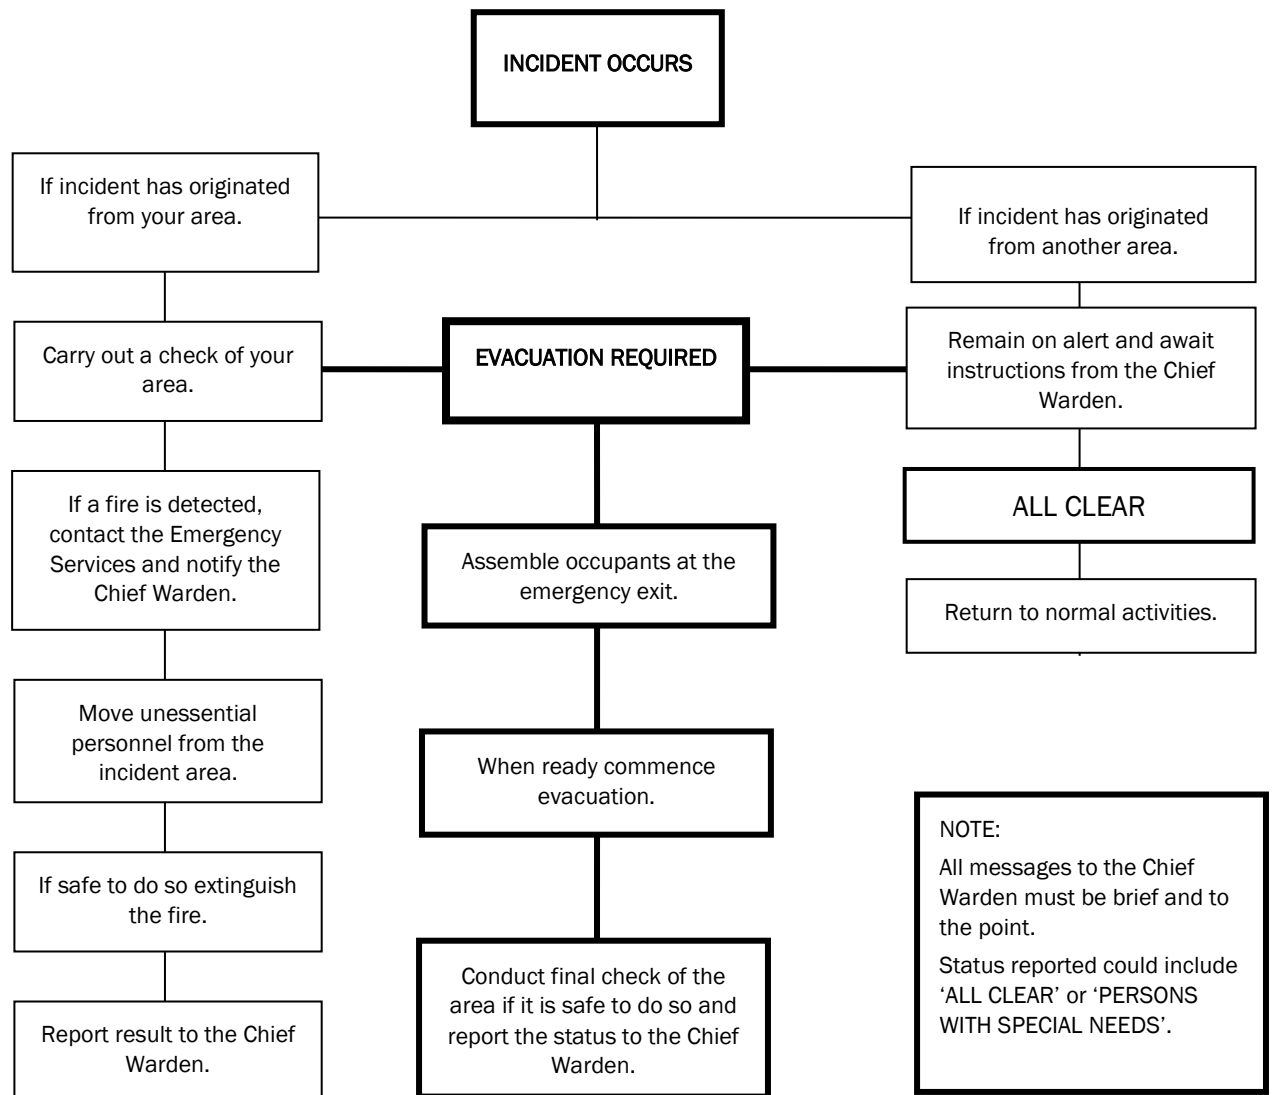 INCIDENT OCCURS
If incident has originated
from your area.
If incident has originated
from another area.
Carry out a check of your
area.
EVACUATION REQUIRED
Remain on alert and await
instructions from the Chief
Warden.
If a fire is detected,
contact the Emergency
Services and notify the
Chief Warden.
Assemble occupants at the
emergency exit.
ALL CLEAR
Return to normal activities.
Move unessential
personnel from the
incident area.
When ready commence
evacuation.
If safe to do so extinguish
the fire.
Report result to the Chief
Warden.
Conduct final check of the
area if it is safe to do so and
report the status to the Chief
Warden.
NOTE:
All messages to the Chief
Warden must be brief and to
the point.
Status reported could include
‘ALL CLEAR’ or ‘PERSONS
WITH SPECIAL NEEDS’.